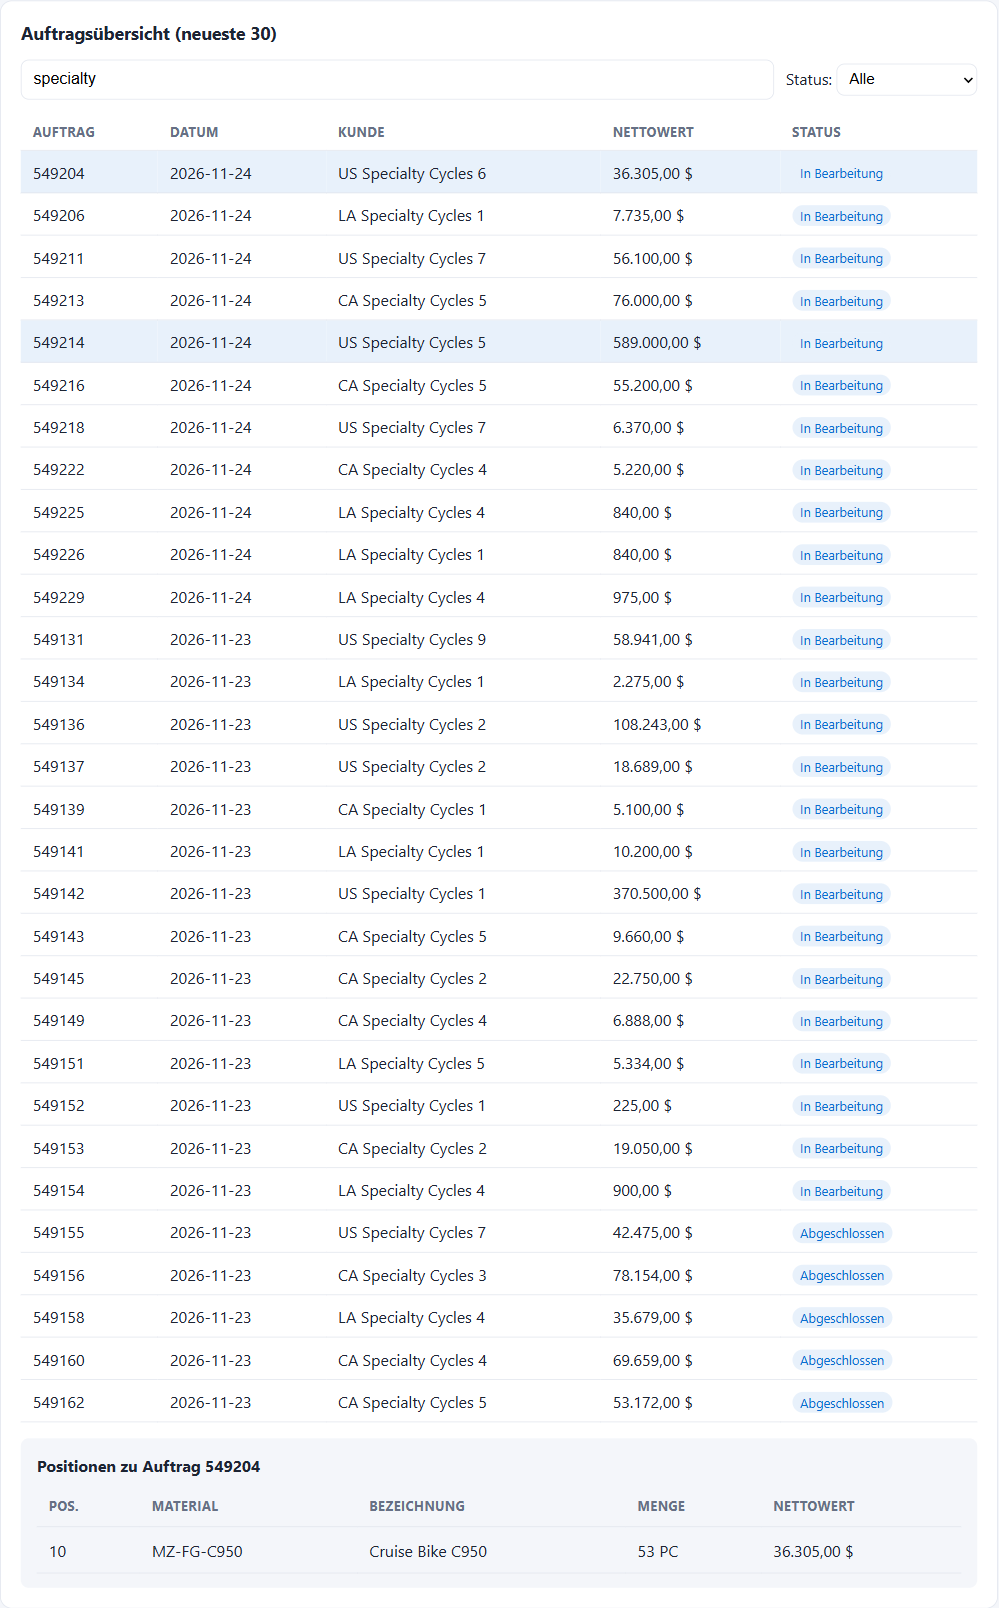 Auftragsübersicht (neueste 30)
specialty Status: Alle
AUFTRAG DATUM KUNDE NETTOWERT STATUS
549204 2026-11-24 US Specialty Cycles 6 36.305,00 $ In Bearbeitung
549206 2026-11-24 LA Specialty Cycles 1 7.735,00 $ In Bearbeitung
549211 2026-11-24 US Specialty Cycles 7 56.100,00 $ In Bearbeitung
549213 2026-11-24 CA Specialty Cycles 5 76.000,00 $ In Bearbeitung
549214 2026-11-24 US Specialty Cycles 5 589.000,00 $ In Bearbeitung
549216 2026-11-24 CA Specialty Cycles 5 55.200,00 $ In Bearbeitung
549218 2026-11-24 US Specialty Cycles 7 6.370,00 $ In Bearbeitung
549222 2026-11-24 CA Specialty Cycles 4 5.220,00 $ In Bearbeitung
549225 2026-11-24 LA Specialty Cycles 4 840,00 $ In Bearbeitung
549226 2026-11-24 LA Specialty Cycles 1 840,00 $ In Bearbeitung
549229 2026-11-24 LA Specialty Cycles 4 975,00 $ In Bearbeitung
549131 2026-11-23 US Specialty Cycles 9 58.941,00 $ In Bearbeitung
549134 2026-11-23 LA Specialty Cycles 1 2.275,00 $ In Bearbeitung
549136 2026-11-23 US Specialty Cycles 2 108.243,00 $ In Bearbeitung
549137 2026-11-23 US Specialty Cycles 2 18.689,00 $ In Bearbeitung
549139 2026-11-23 CA Specialty Cycles 1 5.100,00 $ In Bearbeitung
549141 2026-11-23 LA Specialty Cycles 1 10.200,00 $ In Bearbeitung
549142 2026-11-23 US Specialty Cycles 1 370.500,00 $ In Bearbeitung
549143 2026-11-23 CA Specialty Cycles 5 9.660,00 $ In Bearbeitung
549145 2026-11-23 CA Specialty Cycles 2 22.750,00 $ In Bearbeitung
549149 2026-11-23 CA Specialty Cycles 4 6.888,00 $ In Bearbeitung
549151 2026-11-23 LA Specialty Cycles 5 5.334,00 $ In Bearbeitung
549152 2026-11-23 US Specialty Cycles 1 225,00 $ In Bearbeitung
549153 2026-11-23 CA Specialty Cycles 2 19.050,00 $ In Bearbeitung
549154 2026-11-23 LA Specialty Cycles 4 900,00 $ In Bearbeitung
549155 2026-11-23 US Specialty Cycles 7 42.475,00 $ Abgeschlossen
549156 2026-11-23 CA Specialty Cycles 3 78.154,00 $ Abgeschlossen
549158 2026-11-23 LA Specialty Cycles 4 35.679,00 $ Abgeschlossen
549160 2026-11-23 CA Specialty Cycles 4 69.659,00 $ Abgeschlossen
549162 2026-11-23 CA Specialty Cycles 5 53.172,00 $ Abgeschlossen
Positionen zu Auftrag 549204
POS. MATERIAL BEZEICHNUNG MENGE NETTOWERT
10 MZ-FG-C950 Cruise Bike C950 53 PC 36.305,00 $